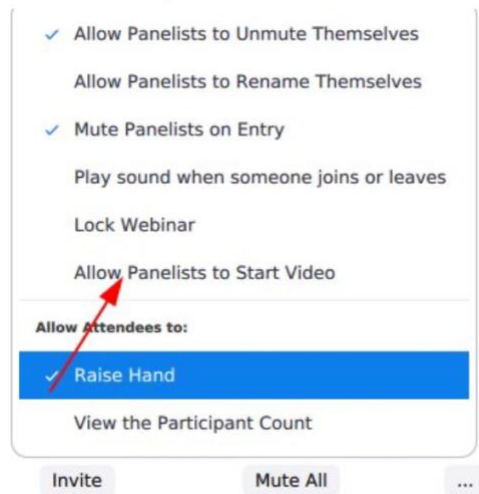 Allow Panelists to Unmute Themselves
Allow Panelists to Rename Themselves
Mute Panelists on Entry
Play sound when someone joins or leaves
Lock Webinar
Allow Panelists to Start Video
Allow Attendees to:
Raise Hand
View the Participant Count
Invite Mute All ...